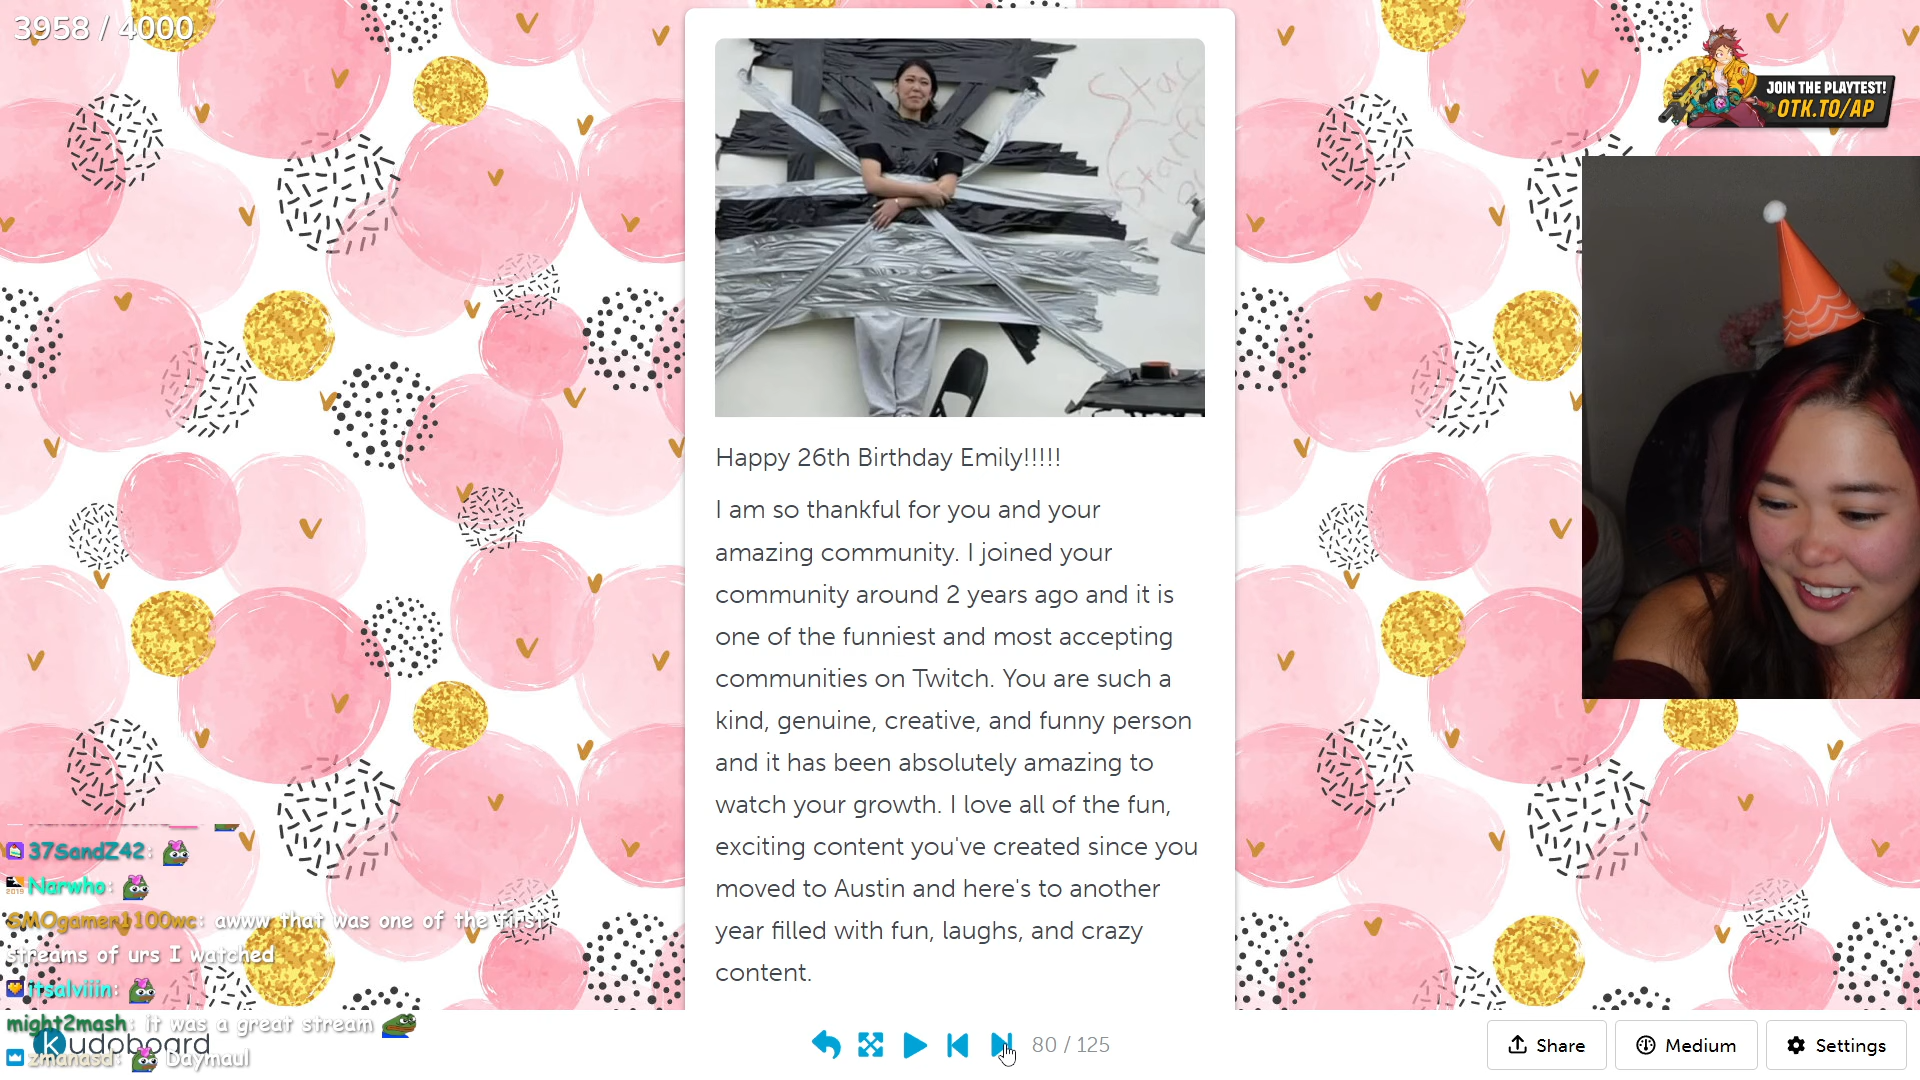 3958 / 4000
JOIN THE PLAYTEST!
OTK.TO/AP
Star
Happy 26th Birthday Emily!!!!!
I am so thankful for you and your
amazing community. I joined your
community around 2 years ago and it is
one of the funniest and most accepting
communities on Twitch. You are such a
kind, genuine, creative, and funny person
and it has been absolutely amazing to
watch your growth. I love all of the fun,
exciting content you've created since you
moved to Austin and here's to another
year filled with fun, laughs, and crazy
content.
37SandZ42:
Narwho:
SMOgamer1100wc: awww that was one of the first
streams of urs I watched
itsalviiin:
might2mash: it was a great stream
zmanasd: Daymaul
kudoboard
80 / 125
Share
Medium
Settings